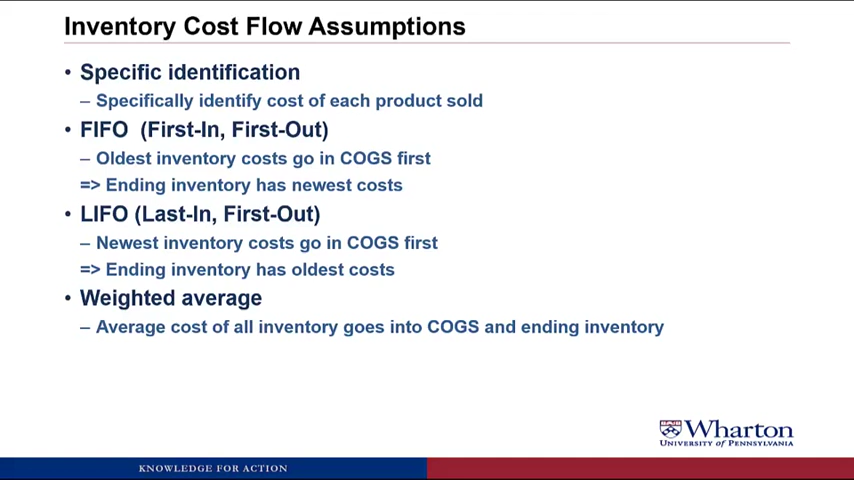 Inventory Cost Flow Assumptions
• Specific identification
– Specifically identify cost of each product sold
• FIFO (First-In, First-Out)
– Oldest inventory costs go in COGS first
=> Ending inventory has newest costs
• LIFO (Last-In, First-Out)
– Newest inventory costs go in COGS first
=> Ending inventory has oldest costs
• Weighted average
– Average cost of all inventory goes into COGS and ending inventory
Wharton
UNIVERSITY of PENNSYLVANIA
KNOWLEDGE FOR ACTION